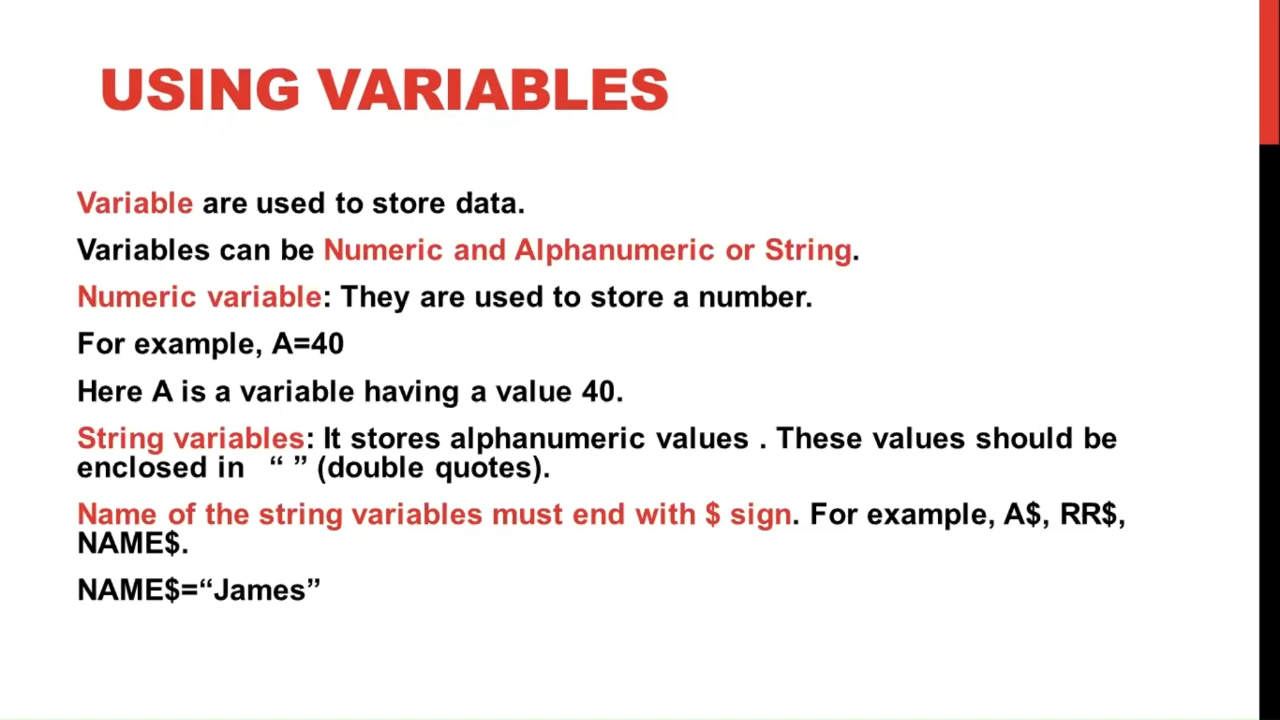 USING VARIABLES
Variable are used to store data.
Variables can be Numeric and Alphanumeric or String.
Numeric variable: They are used to store a number.
For example, A=40
Here A is a variable having a value 40.
String variables: It stores alphanumeric values . These values should be
enclosed in “ ” (double quotes).
Name of the string variables must end with $ sign. For example, A$, RR$,
NAME$.
NAME$=“James”